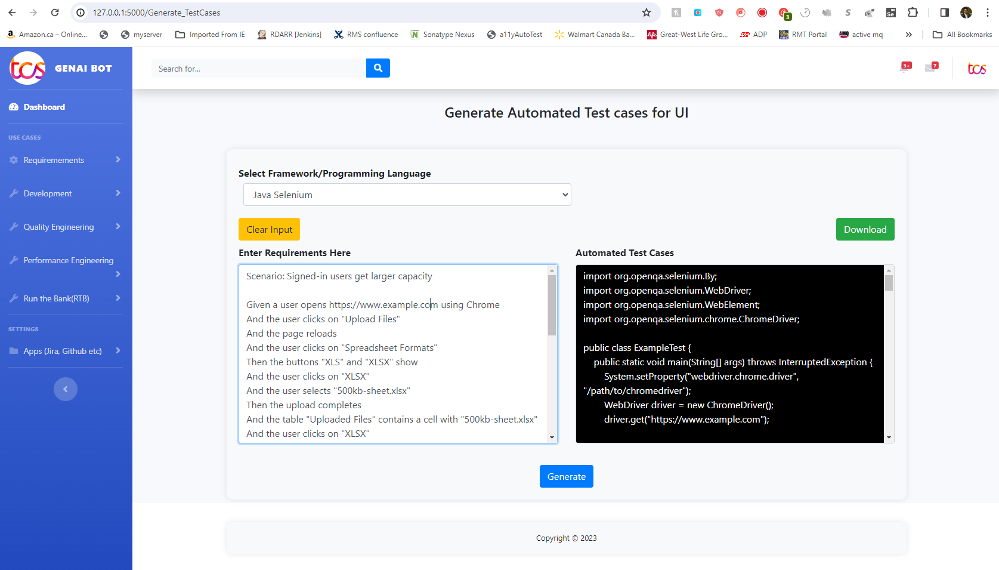 127.0.0.1:5000/Generate_TestCases
3
Se
Amazon.ca – Online...
myserver
Imported From IE
RDARR [Jenkins]
RMS confluence
Sonatype Nexus
a11yAutoTest
Walmart Canada Ba...
Great-West Life Gro...
ADP
RMT Portal
active mq
All Bookmarks
tcs
GENAI BOT
Search for...
3+
7
tcs
Dashboard
USE CASES
Requiremements
Development
Quality Engineering
Performance Engineering
Run the Bank(RTB)
SETTINGS
Apps (Jira, Github etc)
Generate Automated Test cases for UI
Select Framework/Programming Language
Java Selenium
Clear Input
Download
Enter Requirements Here
Scenario: Signed-in users get larger capacity
Given a user opens https://www.example.com using Chrome
And the user clicks on "Upload Files"
And the page reloads
And the user clicks on "Spreadsheet Formats"
Then the buttons "XLS" and "XLSX" show
And the user clicks on "XLSX"
And the user selects "500kb-sheet.xlsx"
Then the upload completes
And the table "Uploaded Files" contains a cell with "500kb-sheet.xlsx"
And the user clicks on "XLSX"
Automated Test Cases
import org.openqa.selenium.By;
import org.openqa.selenium.WebDriver;
import org.openqa.selenium.WebElement;
import org.openqa.selenium.chrome.ChromeDriver;
public class ExampleTest {
public static void main(String[] args) throws InterruptedException {
System.setProperty("webdriver.chrome.driver",
"/path/to/chromedriver");
WebDriver driver = new ChromeDriver();
driver.get("https://www.example.com");
Generate
Copyright © 2023